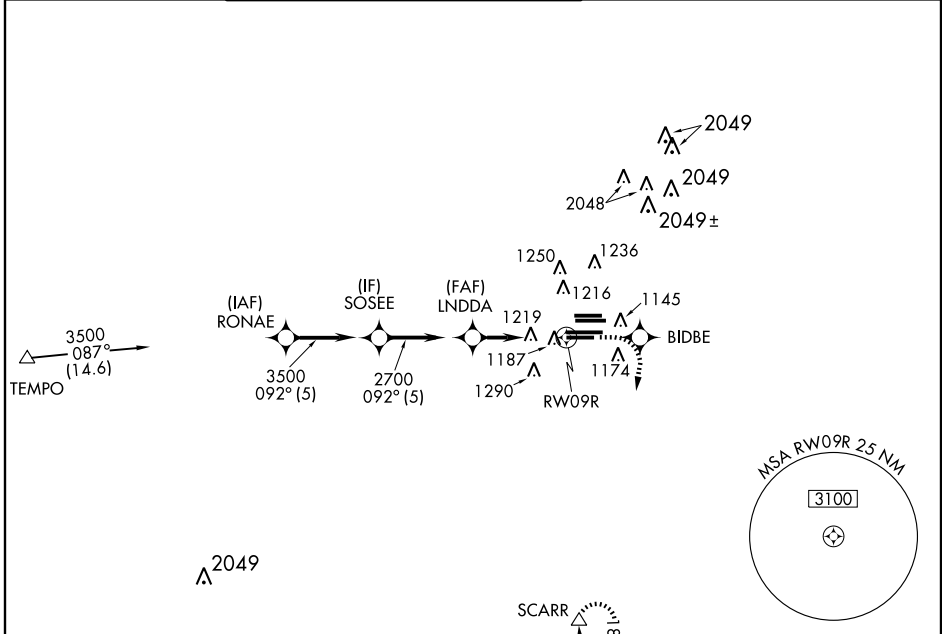 2049
2049
2048
2049±
1250
1236
1216
(IAF)
RONAE
(IF)
SOSEE
(FAF)
LNDDA
1219
1145
BIDBE
3500
087°
(14.6)
TEMPO
3500
092° (5)
2700
092° (5)
1187
1290
1174
RW09R
MSA RW09R 25 NM
3100
2049
SCARR